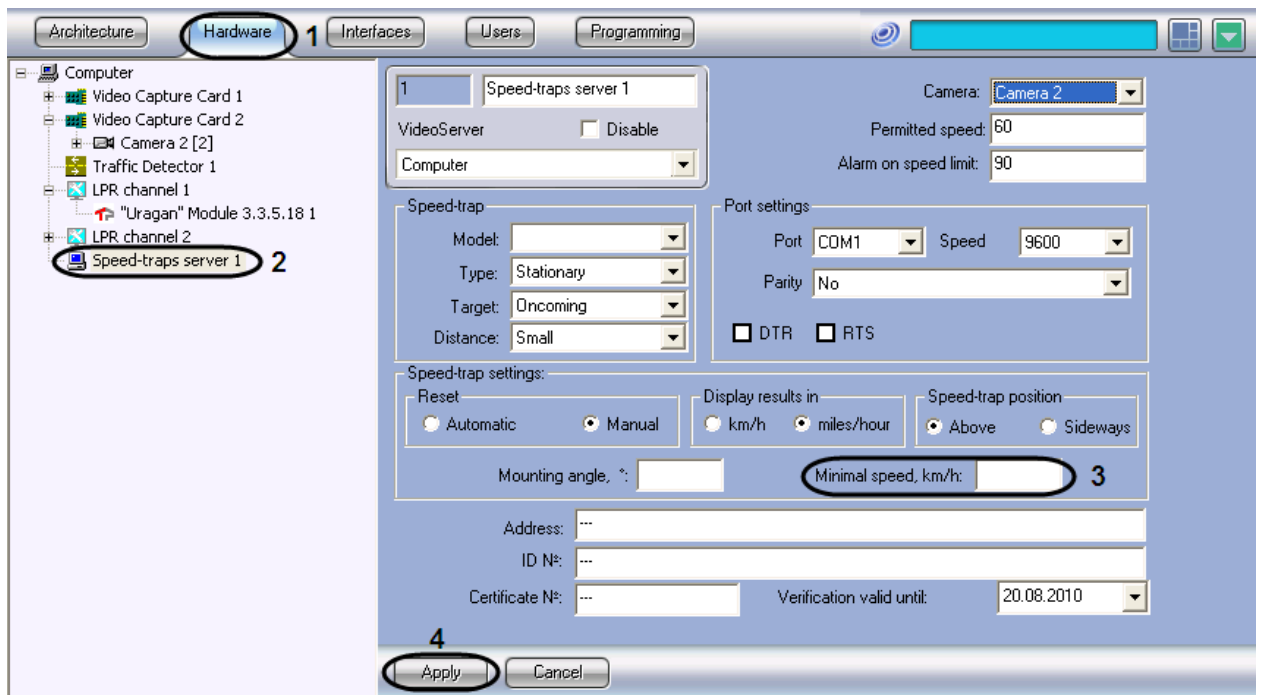 Architecture Hardware 1 Interfaces Users Programming
Computer
Video Capture Card 1
Video Capture Card 2
Camera 2 [2]
Traffic Detector 1
LPR channel 1
"Uragan" Module 3.3.5.18 1
LPR channel 2
Speed-traps server 1 2
1 Speed-traps server 1
VideoServer Disable
Computer
Camera: Camera 2
Permitted speed: 60
Alarm on speed limit: 90
Speed-trap
Model:
Type: Stationary
Target: Oncoming
Distance: Small
Port settings
Port COM1 Speed 9600
Parity No
DTR RTS
Speed-trap settings:
Reset
Automatic Manual
Display results in
km/h miles/hour
Speed-trap position
Above Sideways
Mounting angle, °:
Minimal speed, km/h: 3
Address: ---
ID №: ---
Certificate №: --- Verification valid until: 20.08.2010
4
Apply Cancel